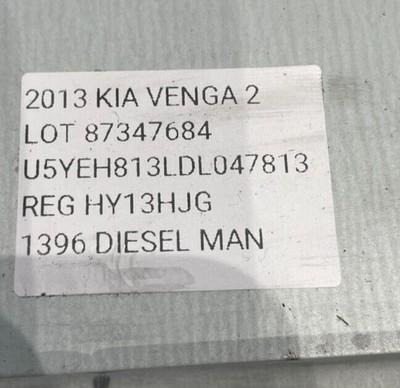 2013 KIA VENGA 2
LOT 87347684
U5YEH813LDL047813
REG HY13HJG
1396 DIESEL MAN